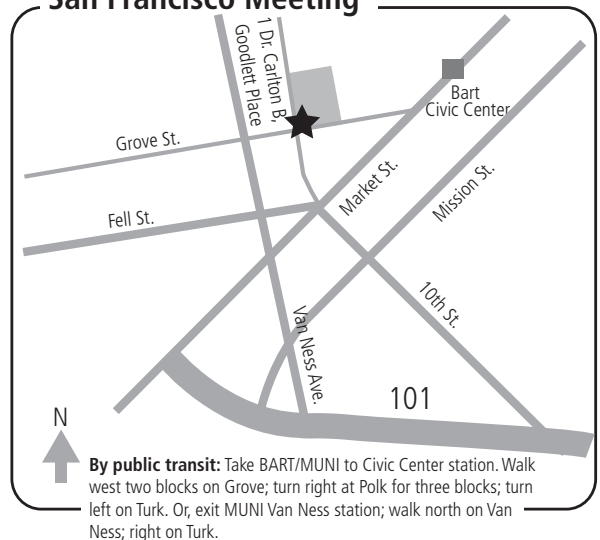 San Francisco Meeting
1 Dr. Carlton B,
Goodlett Place
Bart
Civic Center
Grove St.
Market St.
Mission St.
Fell St.
10th St.
Van Ness Ave.
101
N
By public transit: Take BART/MUNI to Civic Center station. Walk
west two blocks on Grove; turn right at Polk for three blocks; turn
left on Turk. Or, exit MUNI Van Ness station; walk north on Van
Ness; right on Turk.